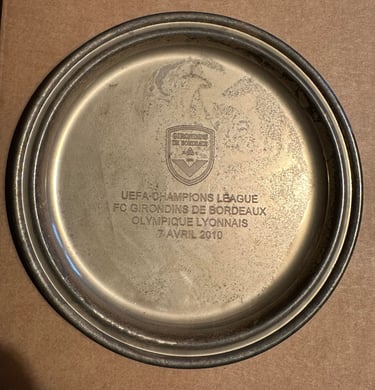 GIRONDINS
DE BORDEAUX
UEFA CHAMPIONS LEAGUE
FC GIRONDINS DE BORDEAUX
OLYMPIQUE LYONNAIS
7 AVRIL 2010